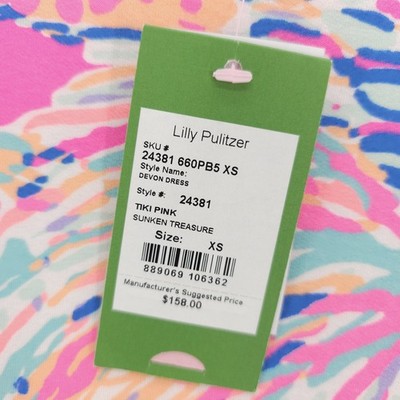 Lilly Pulitzer
SKU #
24381 660PB5 XS
Style Name:
DEVON DRESS
Style #: 24381
TIKI PINK
SUNKEN TREASURE
Size: XS
889069 106362
Manufacturer's Suggested Price
$158.00